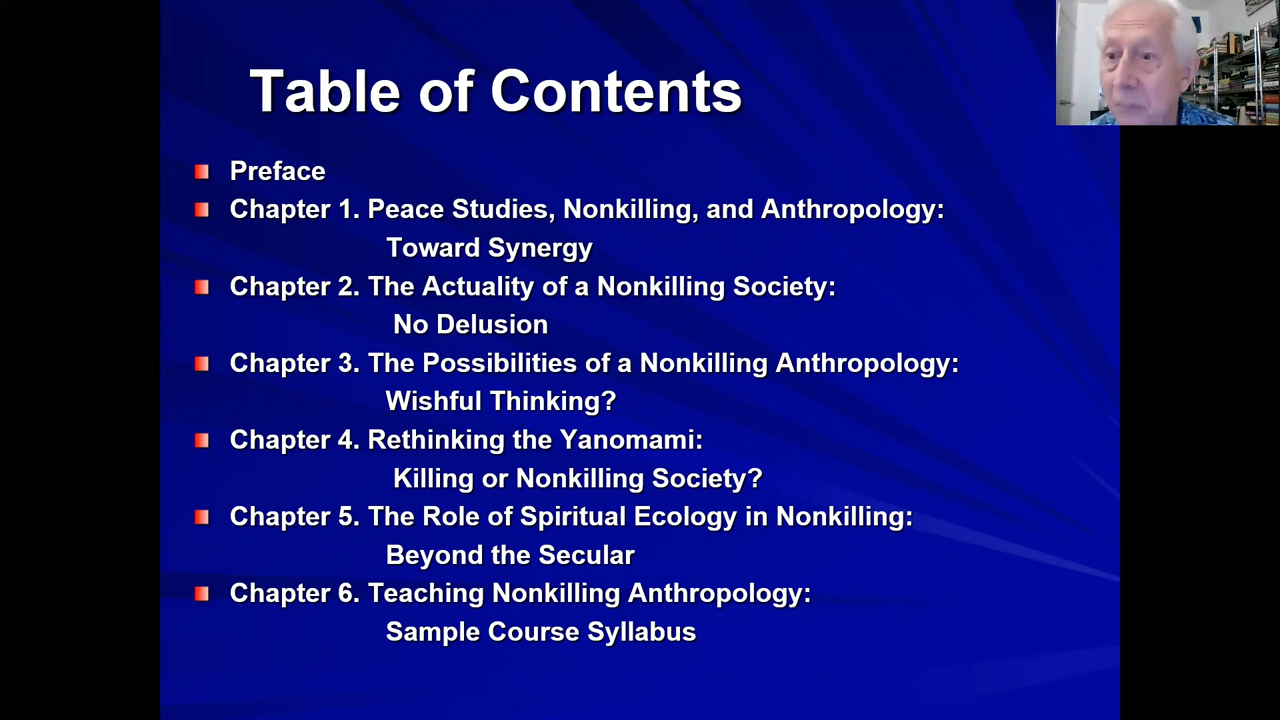 Table of Contents
Preface
Chapter 1. Peace Studies, Nonkilling, and Anthropology:
Toward Synergy
Chapter 2. The Actuality of a Nonkilling Society:
No Delusion
Chapter 3. The Possibilities of a Nonkilling Anthropology:
Wishful Thinking?
Chapter 4. Rethinking the Yanomami:
Killing or Nonkilling Society?
Chapter 5. The Role of Spiritual Ecology in Nonkilling:
Beyond the Secular
Chapter 6. Teaching Nonkilling Anthropology:
Sample Course Syllabus